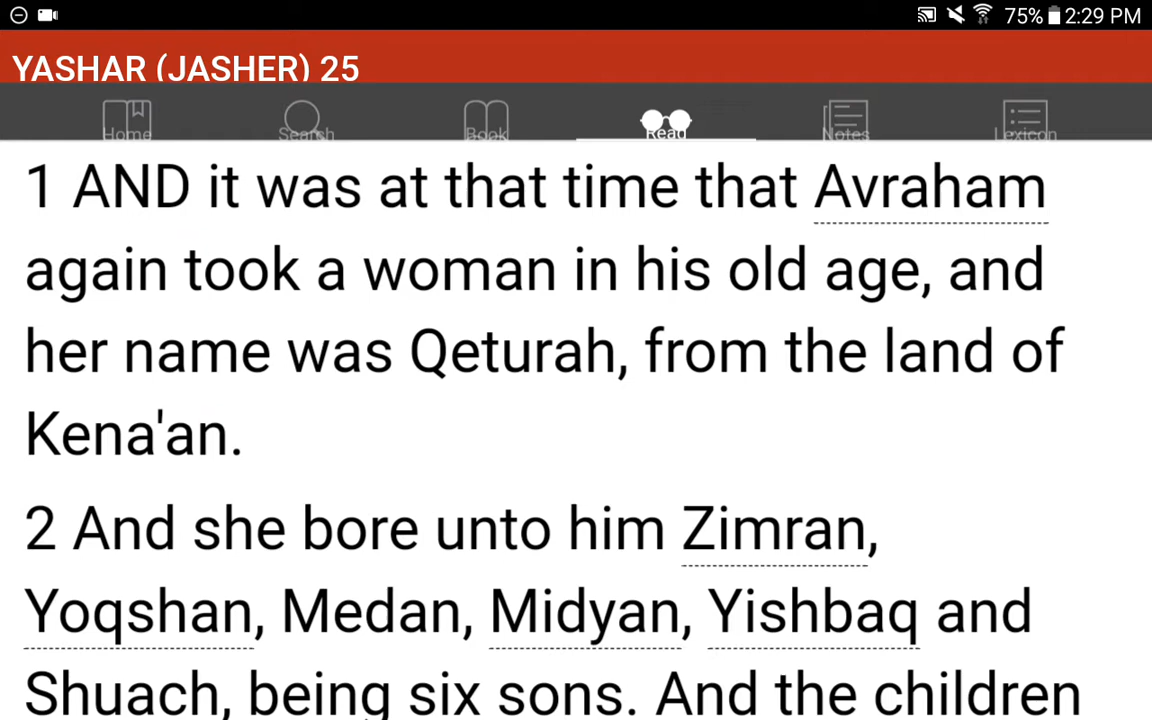 75% 2:29 PM
YASHAR (JASHER) 25
Home Search Book Read Notes Lexicon
1 AND it was at that time that Avraham
again took a woman in his old age, and
her name was Qeturah, from the land of
Kena'an.
2 And she bore unto him Zimran,
Yoqshan, Medan, Midyan, Yishbaq and
Shuach, being six sons. And the children